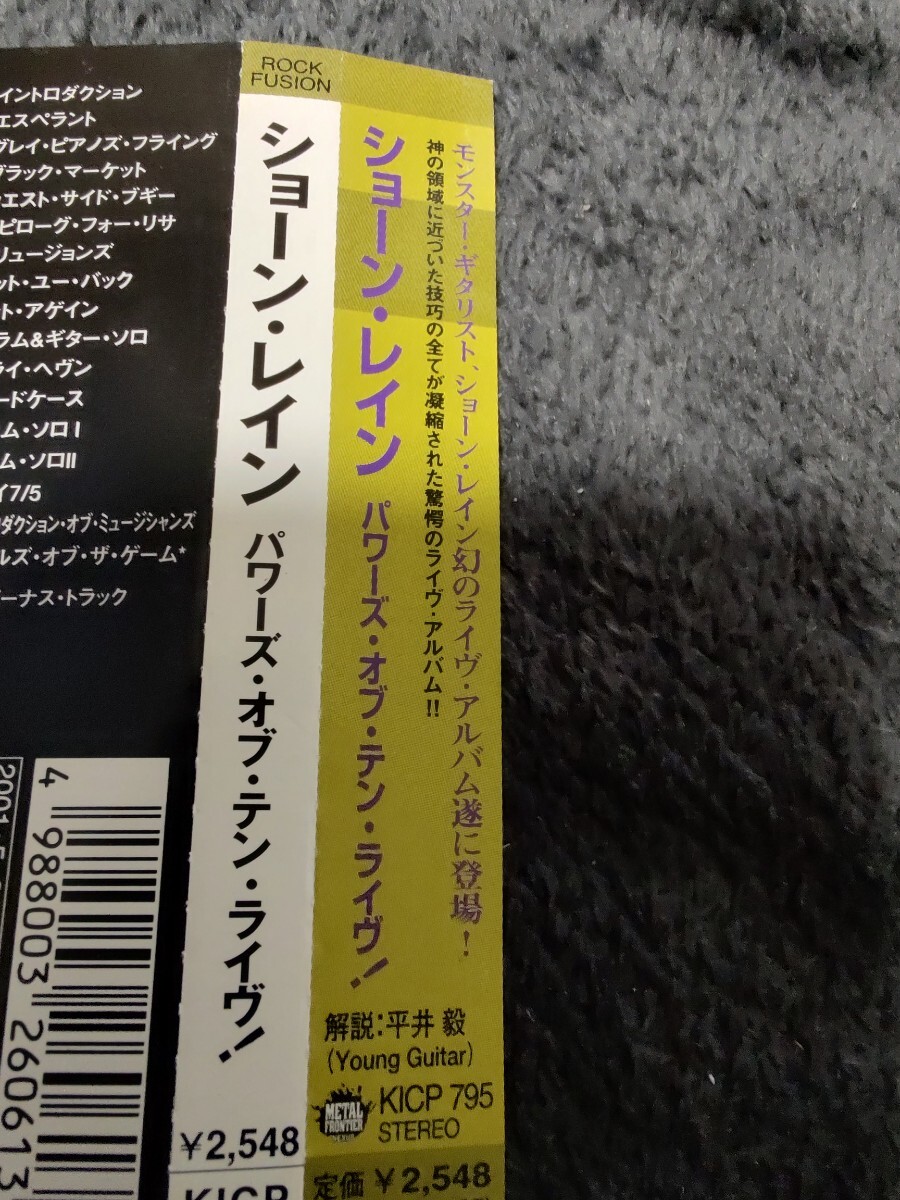 イントロダクション
エスペラント
グレイ・ピアノズ・フライング
ブラック・マーケット
エスト・サイド・ブギー
ピローグ・フォー・リサ
リュージョンズ
ット・ユー・バック
ト・アゲイン
ラム&ギター・ソロ
ライ・ヘヴン
ードケース
ム・ソロI
ム・ソロII
イ7/5
ロダクション・オブ・ミュージシャンズ
ルズ・オブ・ザ・ゲーム*
ーナス・トラック
2001
4 988003 26061
ROCK
FUSION
ショーン・レイン パワーズ・オブ・テン・ライヴ!
¥2,548
KICP
モンスター・ギタリスト、ショーン・レイン幻のライヴ・アルバム遂に登場!
神の領域に近づいた技巧の全てが凝縮された驚愕のライヴ・アルバム!!
ショーン・レイン パワーズ・オブ・テン・ライヴ!
解説:平井 毅
(Young Guitar)
METAL
FRONTIER
KICP 795
STEREO
定価 ¥2,548